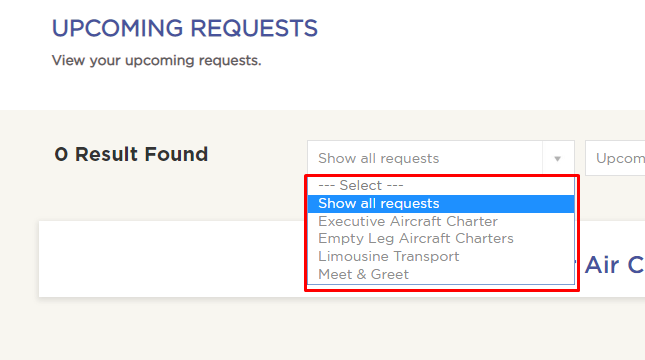 UPCOMING REQUESTS
View your upcoming requests.
0 Result Found
Show all requests
Upcom
--- Select ---
Show all requests
Executive Aircraft Charter
Empty Leg Aircraft Charters
Limousine Transport
Meet & Greet
Air C